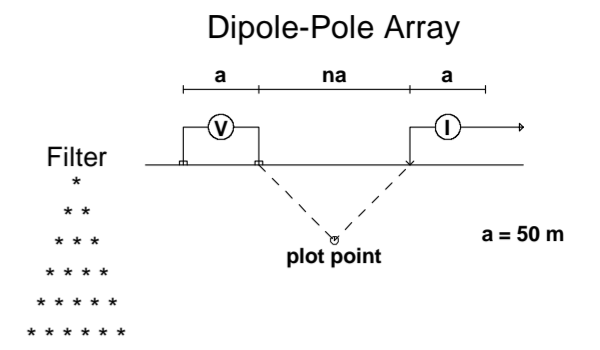 Dipole-Pole Array
a na a
V I
Filter
*
* *
* * *
a = 50 m
plot point
* * * *
* * * * *
* * * * * *